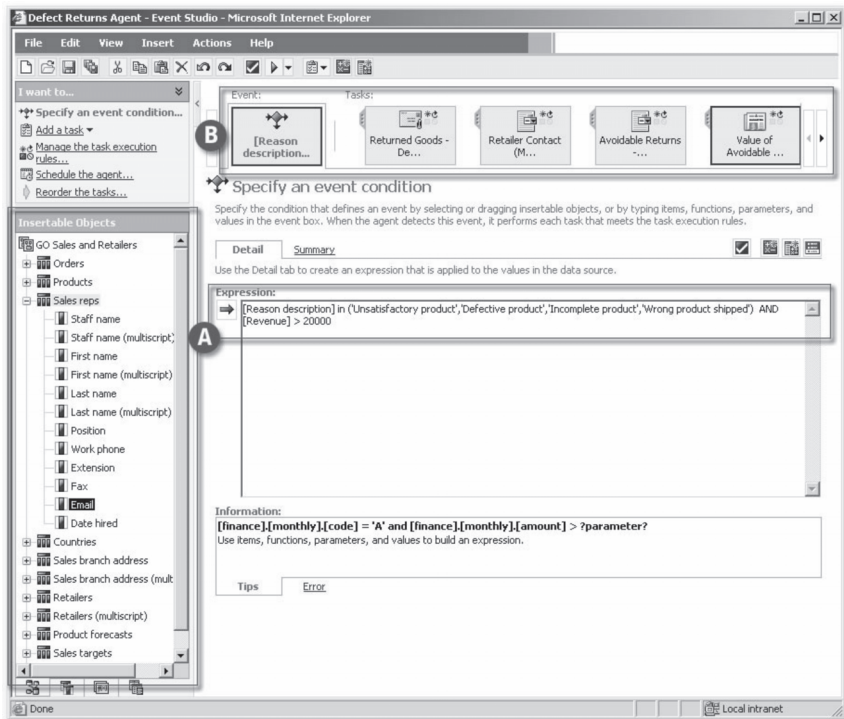 Defect Returns Agent - Event Studio - Microsoft Internet Explorer
File Edit View Insert Actions Help
I want to...
Specify an event condition...
Add a task
Manage the task execution rules...
Schedule the agent...
Reorder the tasks...
Event: Tasks:
B
[Reason description...
Returned Goods - De...
Retailer Contact (M...
Avoidable Returns -...
Value of Avoidable ...
Specify an event condition
Specify the condition that defines an event by selecting or dragging insertable objects, or by typing items, functions, parameters, and
values in the event box. When the agent detects this event, it performs each task that meets the task execution rules.
Insertable Objects
GO Sales and Retailers
Orders
Products
Sales reps
Staff name
Staff name (multiscript)
First name
First name (multiscript)
Last name
Last name (multiscript)
Position
Work phone
Extension
Fax
Email
Date hired
Countries
Sales branch address
Sales branch address (mult
Retailers
Retailers (multiscript)
Product forecasts
Sales targets
A
Detail Summary
Use the Detail tab to create an expression that is applied to the values in the data source.
Expression:
[Reason description] in ('Unsatisfactory product','Defective product','Incomplete product','Wrong product shipped') AND
[Revenue] > 20000
Information:
[finance].[monthly].[code] = 'A' and [finance].[monthly].[amount] > ?parameter?
Use items, functions, parameters, and values to build an expression.
Tips Error
Done
Local intranet